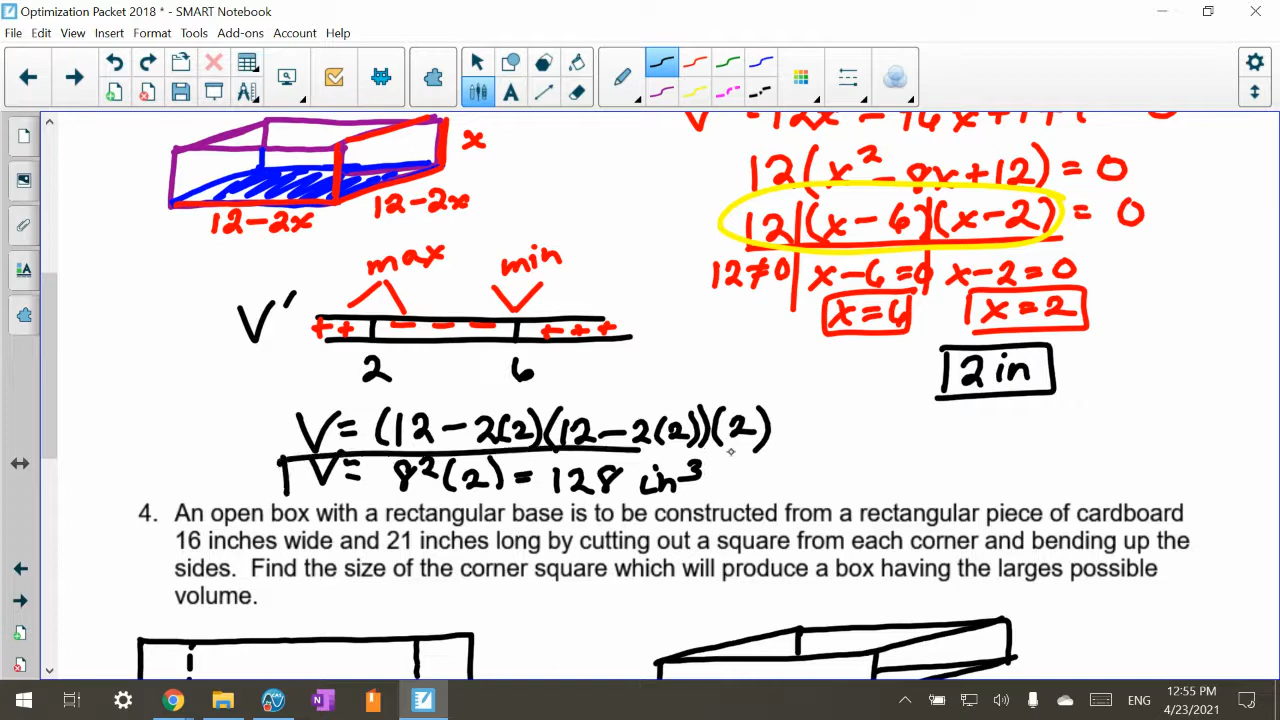 Optimization Packet 2018 * - SMART Notebook
File Edit View Insert Format Tools Add-ons Account Help
x
12-2x
12-2x
12(x² - 8x + 12) = 0
12 (x-6)(x-2) = 0
12≠0 x-6=0 x-2=0
x=6 x=2
max min
V' ++ ---- +++
2 6
2 in
V= (12-2(2)(12-2(2))(2)
V= 8²(2) = 128 in³
4. An open box with a rectangular base is to be constructed from a rectangular piece of cardboard
16 inches wide and 21 inches long by cutting out a square from each corner and bending up the
sides. Find the size of the corner square which will produce a box having the larges possible
volume.
ENG
12:55 PM
4/23/2021